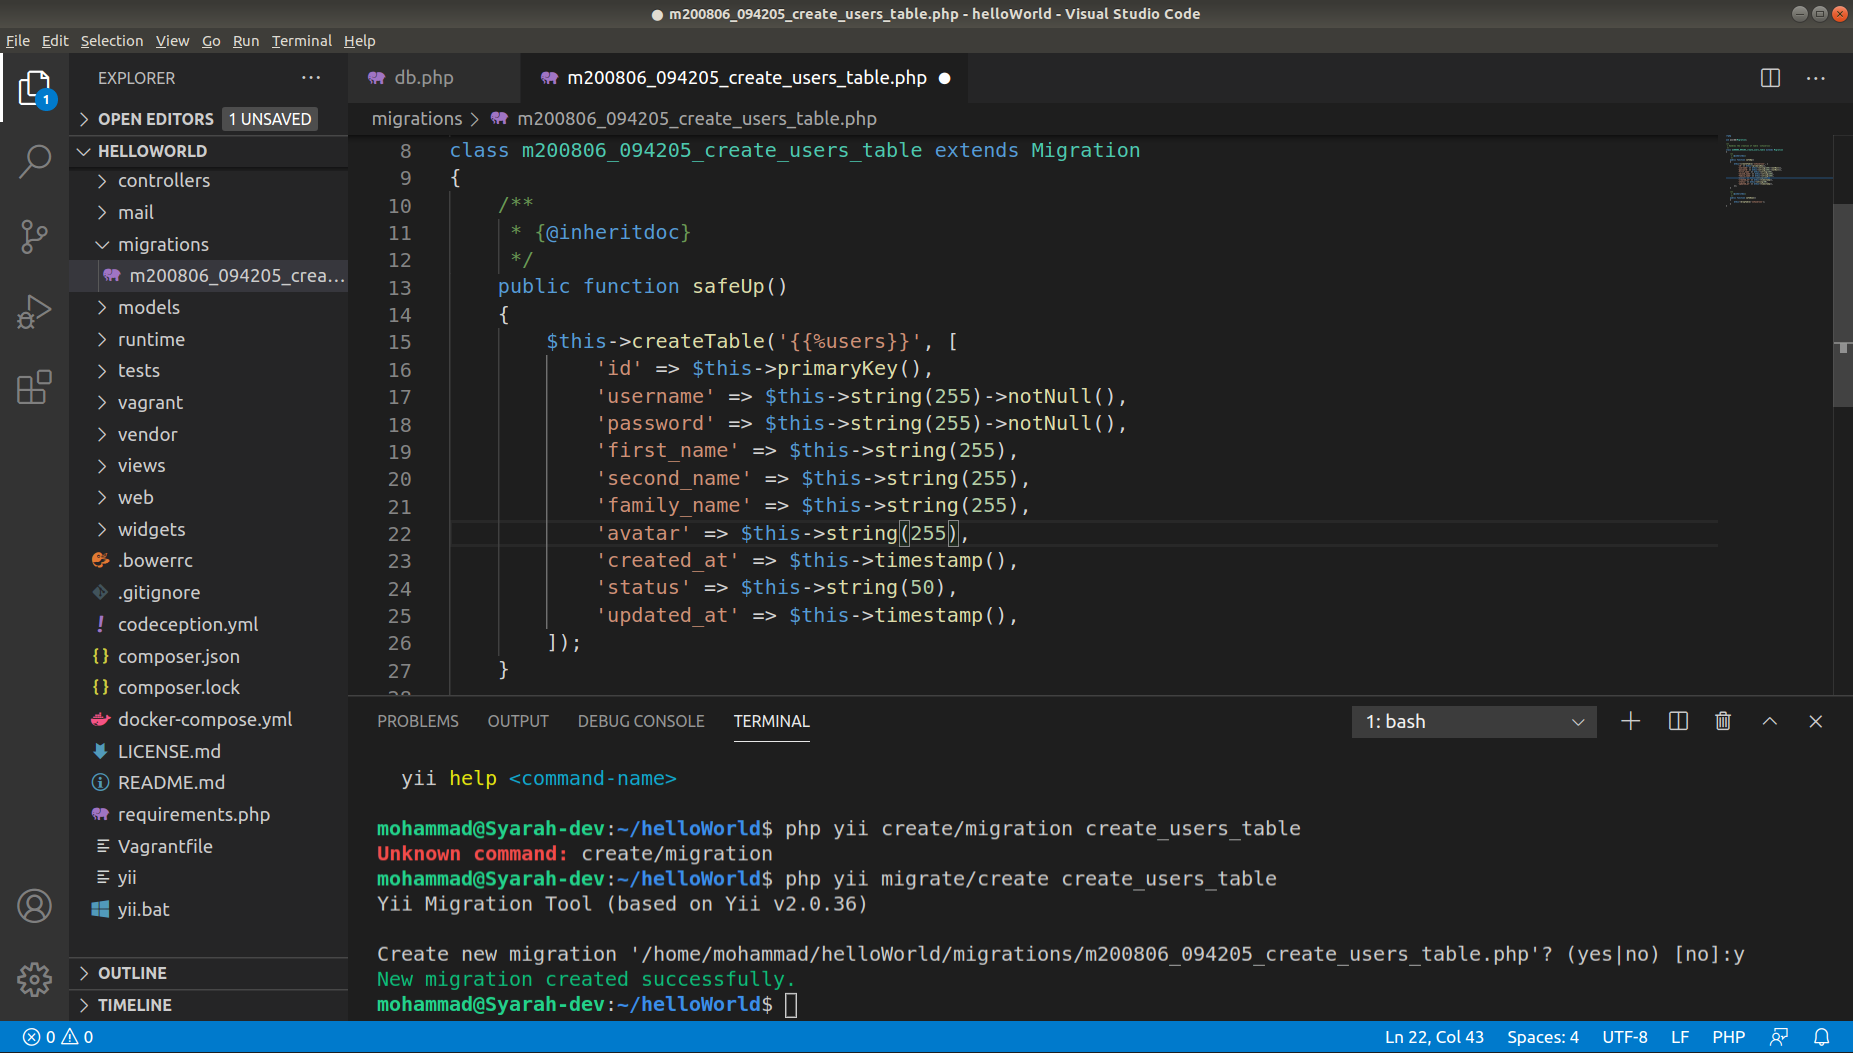 m200806_094205_create_users_table.php - helloWorld - Visual Studio Code
File Edit Selection View Go Run Terminal Help
EXPLORER
OPEN EDITORS 1 UNSAVED
HELLOWORLD
controllers
mail
migrations
m200806_094205_crea...
models
runtime
tests
vagrant
vendor
views
web
widgets
.bowerrc
.gitignore
codeception.yml
composer.json
composer.lock
docker-compose.yml
LICENSE.md
README.md
requirements.php
Vagrantfile
yii
yii.bat
OUTLINE
TIMELINE
1
db.php m200806_094205_create_users_table.php
migrations > m200806_094205_create_users_table.php
8 class m200806_094205_create_users_table extends Migration
9 {
10 /**
11 * {@inheritdoc}
12 */
13 public function safeUp()
14 {
15 $this->createTable('{{%users}}', [
16 'id' => $this->primaryKey(),
17 'username' => $this->string(255)->notNull(),
18 'password' => $this->string(255)->notNull(),
19 'first_name' => $this->string(255),
20 'second_name' => $this->string(255),
21 'family_name' => $this->string(255),
22 'avatar' => $this->string(255),
23 'created_at' => $this->timestamp(),
24 'status' => $this->string(50),
25 'updated_at' => $this->timestamp(),
26 ]);
27 }
28
PROBLEMS OUTPUT DEBUG CONSOLE TERMINAL 1: bash
yii help <command-name>
mohammad@Syarah-dev:~/helloWorld$ php yii create/migration create_users_table
Unknown command: create/migration
mohammad@Syarah-dev:~/helloWorld$ php yii migrate/create create_users_table
Yii Migration Tool (based on Yii v2.0.36)
Create new migration '/home/mohammad/helloWorld/migrations/m200806_094205_create_users_table.php'? (yes|no) [no]:y
New migration created successfully.
mohammad@Syarah-dev:~/helloWorld$
0 0 Ln 22, Col 43 Spaces: 4 UTF-8 LF PHP